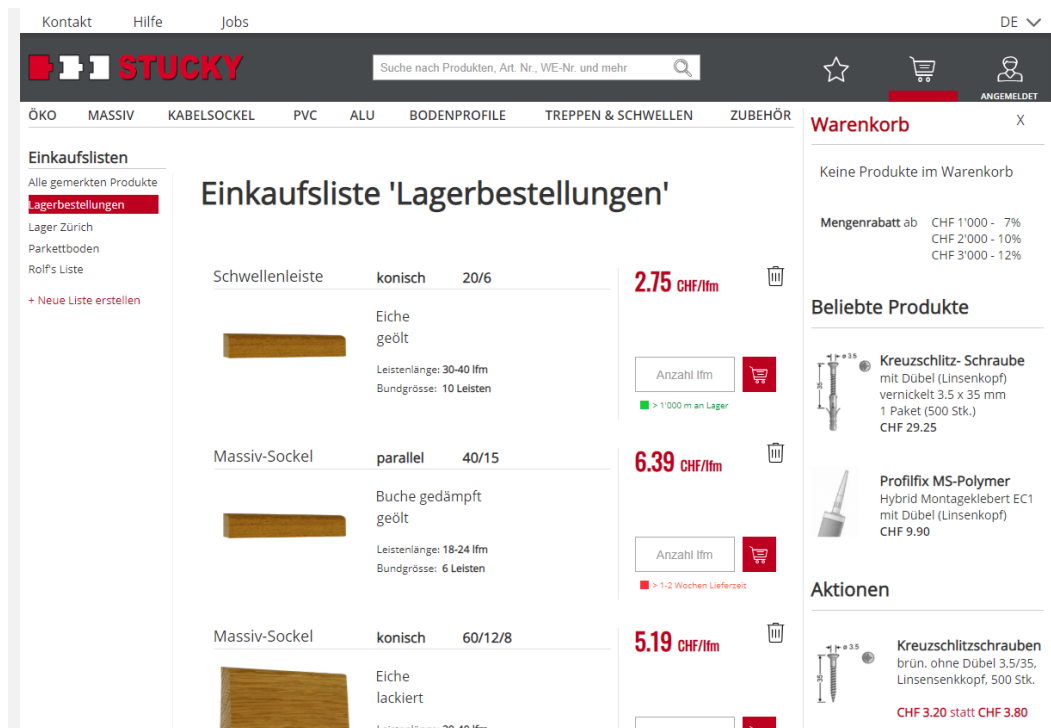 Kontakt Hilfe Jobs DE
STUCKY
Suche nach Produkten, Art. Nr., WE-Nr. und mehr
ANGEMELDET
ÖKO MASSIV KABELSOCKEL PVC ALU BODENPROFILE TREPPEN & SCHWELLEN ZUBEHÖR
Einkaufslisten
Alle gemerkten Produkte
Lagerbestellungen
Lager Zürich
Parkettboden
Rolf's Liste
+ Neue Liste erstellen
Einkaufsliste 'Lagerbestellungen'
Schwellenleiste konisch 20/6
2.75 CHF/lfm
Eiche
geölt
Leistenlänge: 30-40 lfm
Bundgrösse: 10 Leisten
Anzahl lfm
> 1'000 m an Lager
Massiv-Sockel parallel 40/15
6.39 CHF/lfm
Buche gedämpft
geölt
Leistenlänge: 18-24 lfm
Bundgrösse: 6 Leisten
Anzahl lfm
> 1-2 Wochen Lieferzeit
Massiv-Sockel konisch 60/12/8
5.19 CHF/lfm
Eiche
lackiert
Warenkorb X
Keine Produkte im Warenkorb
Mengenrabatt ab CHF 1'000 - 7%
CHF 2'000 - 10%
CHF 3'000 - 12%
Beliebte Produkte
ø 3.5
35
Kreuzschlitz- Schraube
mit Dübel (Linsenkopf)
vernickelt 3.5 x 35 mm
1 Paket (500 Stk.)
CHF 29.25
Profilfix MS-Polymer
Hybrid Montageklebert EC1
mit Dübel (Linsenkopf)
CHF 9.90
Aktionen
ø 3.5
35
Kreuzschlitzschrauben
brün. ohne Dübel 3,5/35,
Linsensenkkopf, 500 Stk.
CHF 3.20 statt CHF 3.80